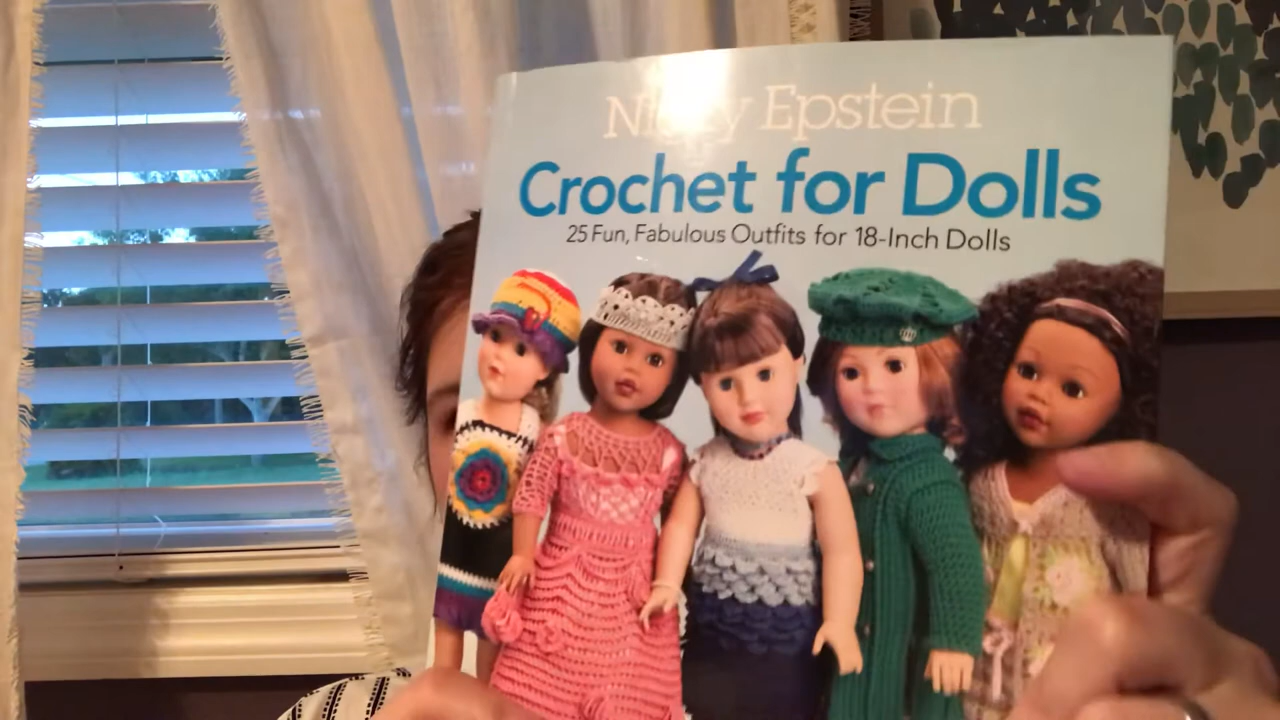 Epstein
Crochet for Dolls
25 Fun, Fabulous Outfits for 18-Inch Dolls